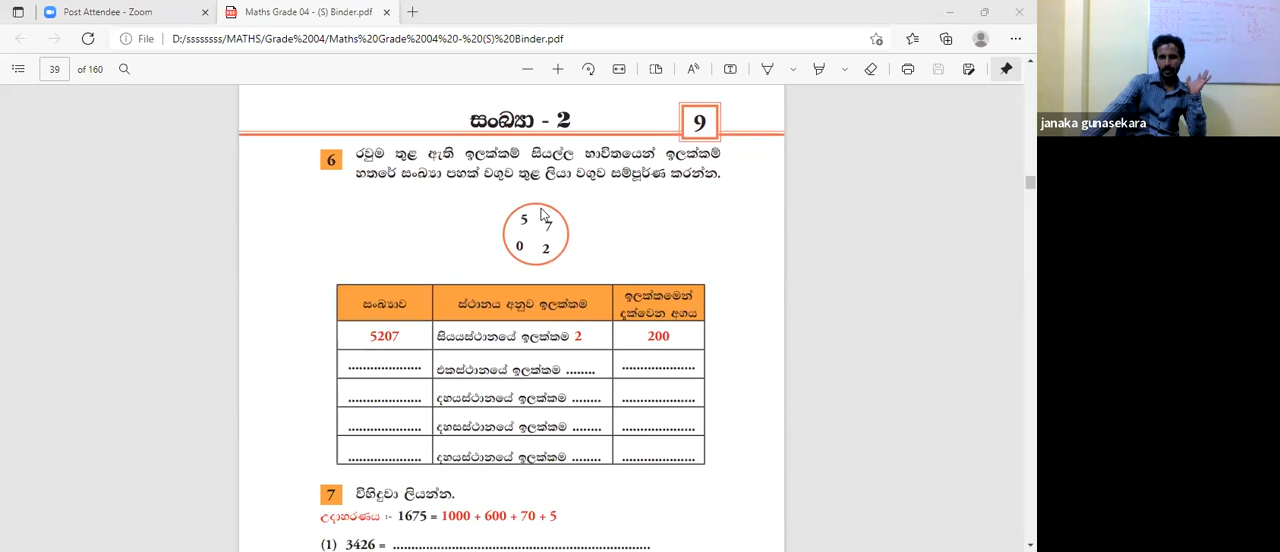 Post Attendee - Zoom
Maths Grade 04 - (S) Binder.pdf
File
D:/ssssssss/MATHS/Grade%2004/Maths%20Grade%2004%20-%20(S)%20Binder.pdf
39 of 160
janaka gunasekara
සංඛ්‍යා - 2
9
6 රවුම තුළ ඇති ඉලක්කම් සියල්ල භාවිතයෙන් ඉලක්කම්
හතරේ සංඛ්‍යා පහක් වගුව තුළ ලියා වගුව සම්පූර්ණ කරන්න.
5 7
0 2
සංඛ්‍යාව ස්ථානය අනුව ඉලක්කම ඉලක්කමෙන් දැක්වෙන අගය
5207 සියයස්ථානයේ ඉලක්කම 2 200
.................... එකස්ථානයේ ඉලක්කම ........ ....................
.................... දහයස්ථානයේ ඉලක්කම ........ ....................
.................... දහසස්ථානයේ ඉලක්කම ........ ....................
.................... දහයස්ථානයේ ඉලක්කම ........ ....................
7 විහිදුවා ලියන්න.
උදාහරණය :- 1675 = 1000 + 600 + 70 + 5
(1) 3426 = ..........................................................................